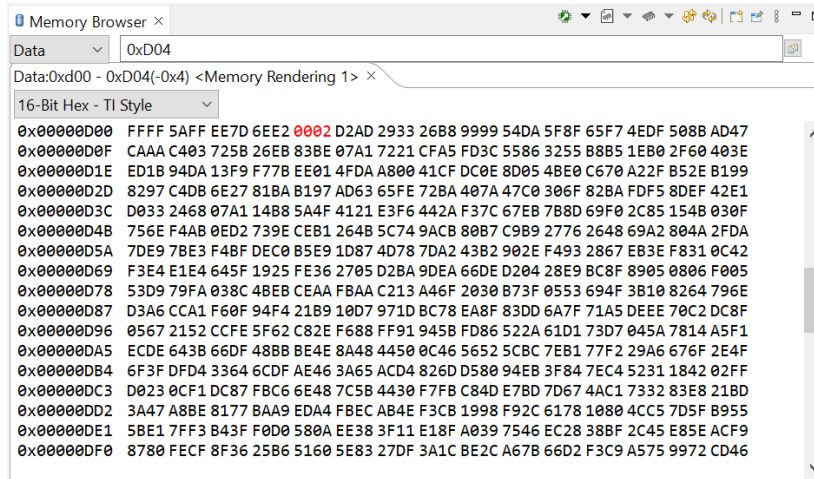 Memory Browser ×
Data 0xD04
Data:0xd00 - 0xD04(-0x4) <Memory Rendering 1> ×
16-Bit Hex - TI Style
0x00000D00 FFFF 5AFF EE7D 6EE2 0002 D2AD 2933 26B8 9999 54DA 5F8F 65F7 4EDF 508B AD47
0x00000D0F CAAA C403 725B 26EB 83BE 07A1 7221 CFA5 FD3C 5586 3255 B8B5 1EB0 2F60 403E
0x00000D1E ED1B 94DA 13F9 F77B EE01 4FDA A800 41CF DC0E 8D05 4BE0 C670 A22F B52E B199
0x00000D2D 8297 C4DB 6E27 81BA B197 AD63 65FE 72BA 407A 47C0 306F 82BA FDF5 8DEF 42E1
0x00000D3C D033 2468 07A1 14B8 5A4F 4121 E3F6 442A F37C 67EB 7B8D 69F0 2C85 154B 030F
0x00000D4B 756E F4AB 0ED2 739E CEB1 264B 5C74 9ACB 80B7 C9B9 2776 2648 69A2 804A 2FDA
0x00000D5A 7DE9 7BE3 F4BF DEC0 B5E9 1D87 4D78 7DA2 43B2 902E F493 2867 EB3E F831 0C42
0x00000D69 F3E4 E1E4 645F 1925 FE36 2705 D2BA 9DEA 66DE D204 28E9 BC8F 8905 0806 F005
0x00000D78 53D9 79FA 038C 4BEB CEAA FBAA C213 A46F 2030 B73F 0553 694F 3B10 8264 796E
0x00000D87 D3A6 CCA1 F60F 94F4 21B9 10D7 971D BC78 EA8F 83DD 6A7F 71A5 DEEE 70C2 DC8F
0x00000D96 0567 2152 CCFE 5F62 C82E F688 FF91 945B FD86 522A 61D1 73D7 045A 7814 A5F1
0x00000DA5 ECDE 643B 66DF 48BB BE4E 8A48 4450 0C46 5652 5CBC 7EB1 77F2 29A6 676F 2E4F
0x00000DB4 6F3F DFD4 3364 6CDF AE46 3A65 ACD4 826D D580 94EB 3F84 7EC4 5231 1842 02FF
0x00000DC3 D023 0CF1 DC87 FBC6 6E48 7C5B 4430 F7FB C84D E7BD 7D67 4AC1 7332 83E8 21BD
0x00000DD2 3A47 A8BE 8177 BAA9 EDA4 FBEC AB4E F3CB 1998 F92C 6178 1080 4CC5 7D5F B955
0x00000DE1 5BE1 7FF3 B43F F0D0 580A EE38 3F11 E18F A039 7546 EC28 38BF 2C45 E85E ACF9
0x00000DF0 8780 FECF 8F36 25B6 5160 5E83 27DF 3A1C BE2C A67B 66D2 F3C9 A575 9972 CD46